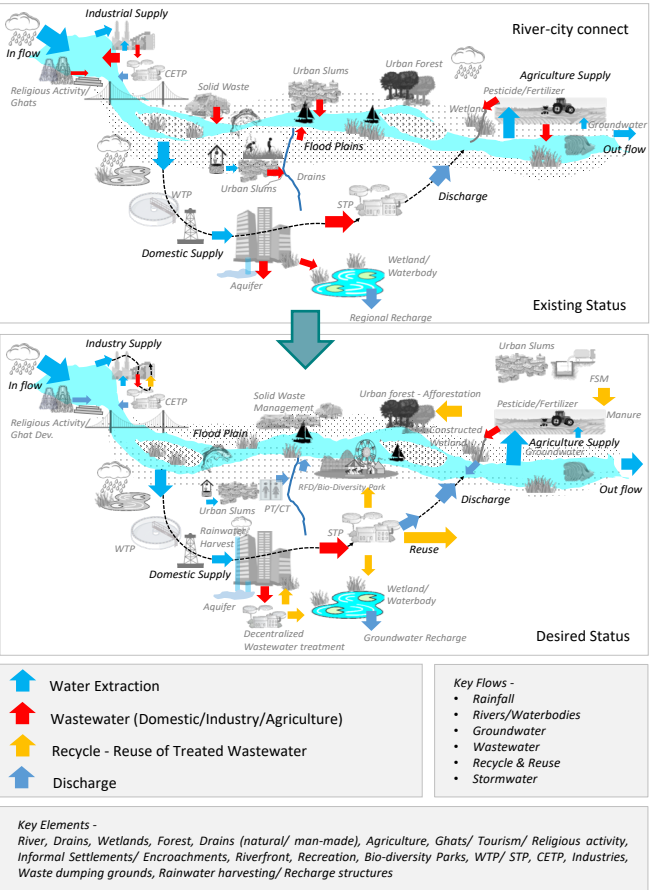 Industrial Supply
River-city connect
In flow
CETP
Religious Activity/
Ghats
Solid Waste
Urban Slums
Urban Forest
Agriculture Supply
Pesticide/Fertilizer
Wetland
Groundwater
Out flow
Flood Plains
Urban Slums
Drains
WTP
STP
Discharge
Domestic Supply
Aquifer
Wetland/
Waterbody
Regional Recharge
Existing Status
Industry Supply
In flow
CETP
Religious Activity/
Ghat Dev.
Solid Waste
Management
Urban forest - Afforestation
Urban Slums
FSM
Pesticide/Fertilizer
Manure
Flood Plain
Constructed
Wetland
Agriculture Supply
Groundwater
Out flow
RFD/Bio-Diversity Park
Discharge
Urban Slums
PT/CT
Rainwater
Harvest
WTP
STP
Domestic Supply
Reuse
Aquifer
Wetland/
Waterbody
Decentralized
Wastewater treatment
Groundwater Recharge
Desired Status
Water Extraction
Wastewater (Domestic/Industry/Agriculture)
Recycle - Reuse of Treated Wastewater
Discharge
Key Flows -
• Rainfall
• Rivers/Waterbodies
• Groundwater
• Wastewater
• Recycle & Reuse
• Stormwater
Key Elements -
River, Drains, Wetlands, Forest, Drains (natural/ man-made), Agriculture, Ghats/ Tourism/ Religious activity,
Informal Settlements/ Encroachments, Riverfront, Recreation, Bio-diversity Parks, WTP/ STP, CETP, Industries,
Waste dumping grounds, Rainwater harvesting/ Recharge structures